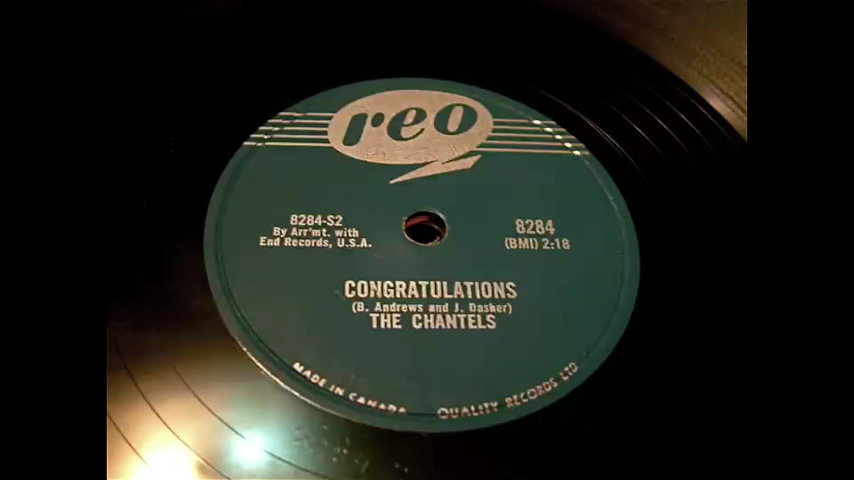 reo
8284-S2
By Arr'mt. with
End Records, U.S.A.
8284
(BMI) 2:18
CONGRATULATIONS
(B. Andrews and J. Dasher)
THE CHANTELS
MADE IN CANADA
QUALITY RECORDS LTD